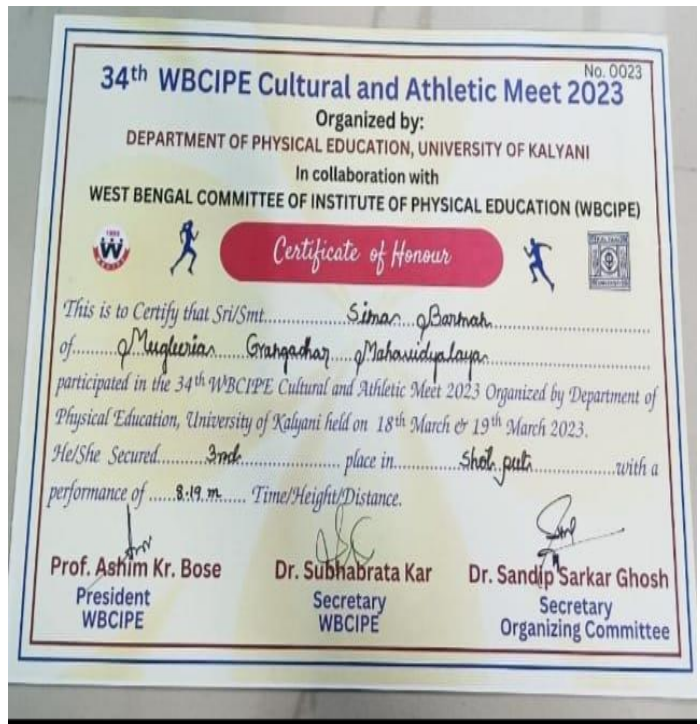 No. 0023
34th WBCIPE Cultural and Athletic Meet 2023
Organized by:
DEPARTMENT OF PHYSICAL EDUCATION, UNIVERSITY OF KALYANI
In collaboration with
WEST BENGAL COMMITTEE OF INSTITUTE OF PHYSICAL EDUCATION (WBCIPE)
Certificate of Honour
This is to Certify that Sri/Smt. Sima Barman
of Mugberia Gangadhar Mahavidyalaya
participated in the 34th WBCIPE Cultural and Athletic Meet 2023 Organized by Department of
Physical Education, University of Kalyani held on 18th March & 19th March 2023.
He/She Secured 3rd place in Shot put with a
performance of 8.19 m Time/Height/Distance.
Prof. Ashim Kr. Bose Dr. Subhabrata Kar Dr. Sandip Sarkar Ghosh
President Secretary Secretary
WBCIPE WBCIPE Organizing Committee